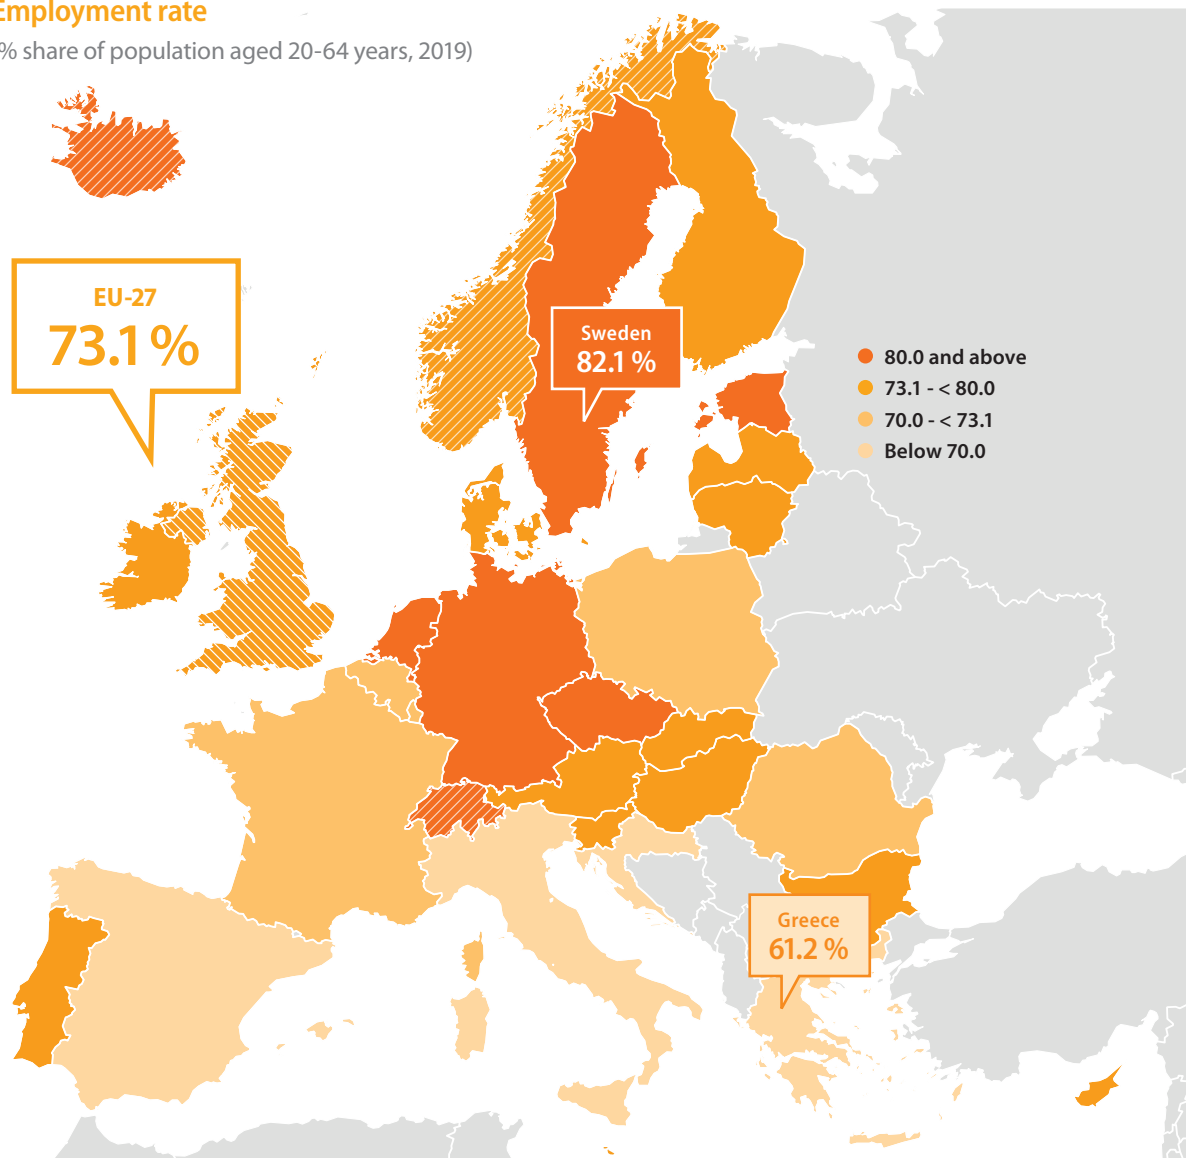 Employment rate
% share of population aged 20-64 years, 2019)
EU-27
73.1 %
Sweden
82.1 %
80.0 and above
73.1 - < 80.0
70.0 - < 73.1
Below 70.0
Greece
61.2 %